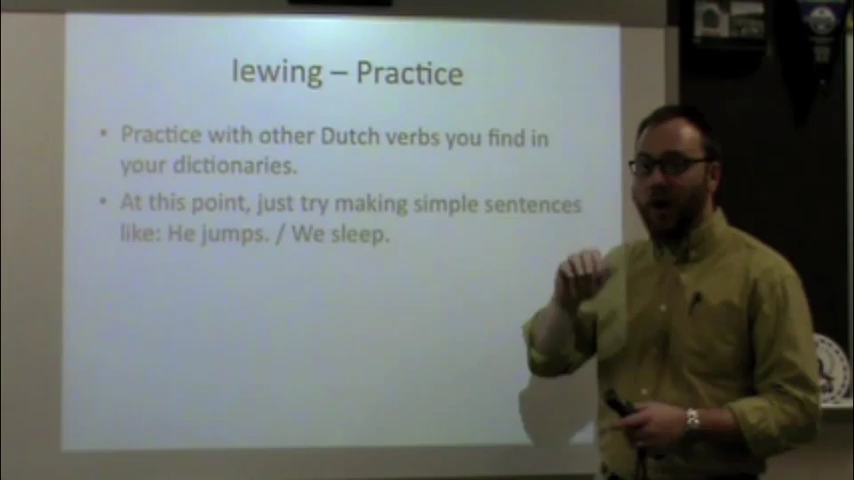 Iewing – Practice
• Practice with other Dutch verbs you find in
your dictionaries.
• At this point, just try making simple sentences
like: He jumps. / We sleep.